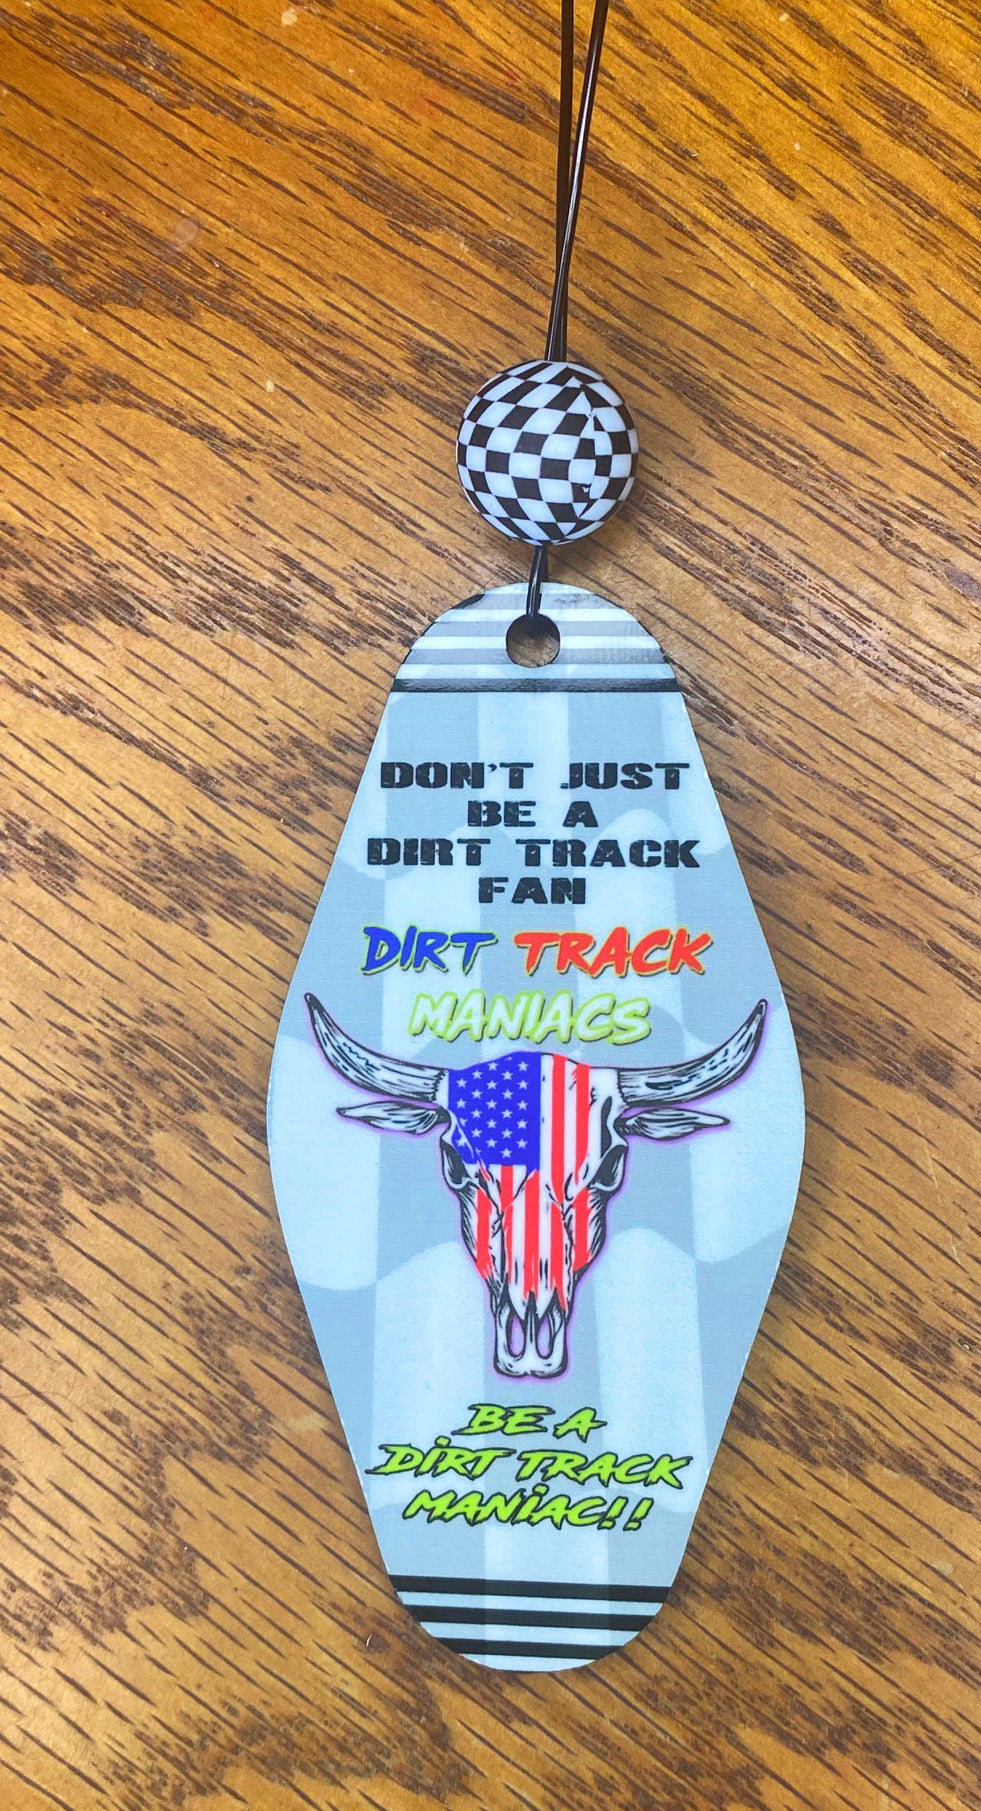 DON'T JUST
BE A
DIRT TRACK
FAN
DIRT TRACK
MANIACS
BE A
DIRT TRACK
MANIAC!!